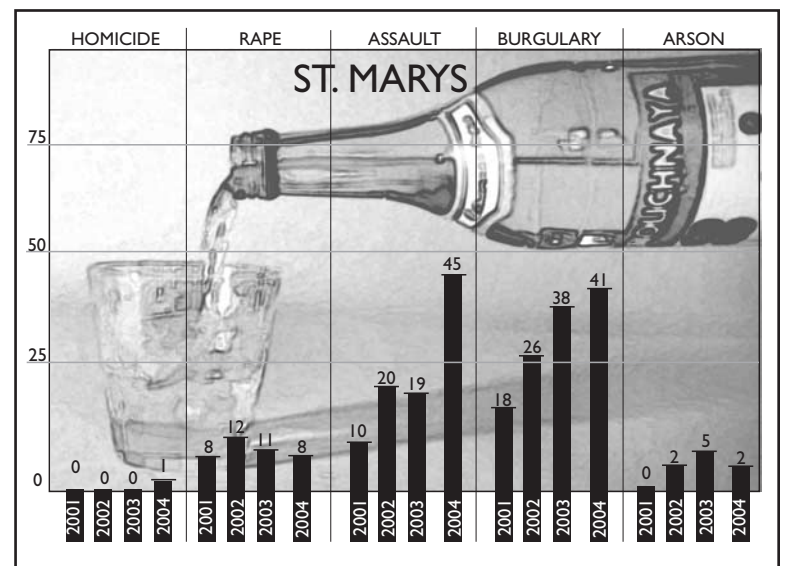 HOMICIDE RAPE ASSAULT BURGULARY ARSON
ST. MARYS
75
50
25
0
0 0 0 1
8 12 11 8
10 20 19 45
18 26 38 41
0 2 5 2
2001 2002 2003 2004 2001 2002 2003 2004 2001 2002 2003 2004 2001 2002 2003 2004 2001 2002 2003 2004
OUCHNAYA